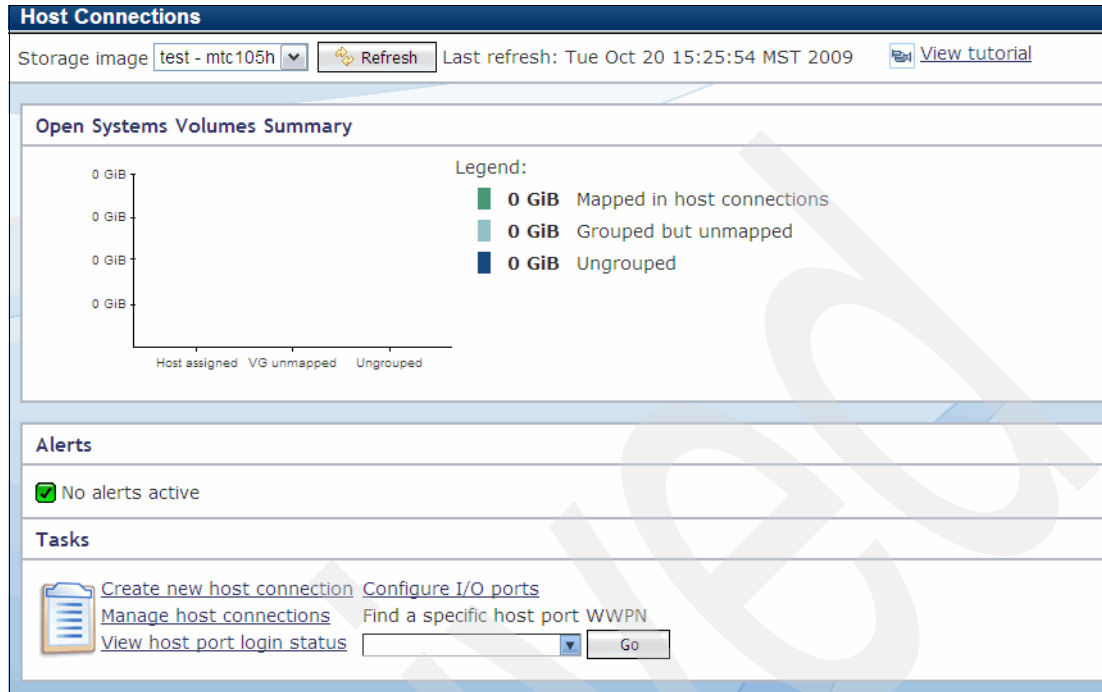 Host Connections
Storage image test - mtc105h Refresh Last refresh: Tue Oct 20 15:25:54 MST 2009 View tutorial
Open Systems Volumes Summary
0 GiB
0 GiB
0 GiB
0 GiB
Host assigned VG unmapped Ungrouped
Legend:
0 GiB Mapped in host connections
0 GiB Grouped but unmapped
0 GiB Ungrouped
Alerts
No alerts active
Tasks
Create new host connection Configure I/O ports
Manage host connections Find a specific host port WWPN
View host port login status Go
ved